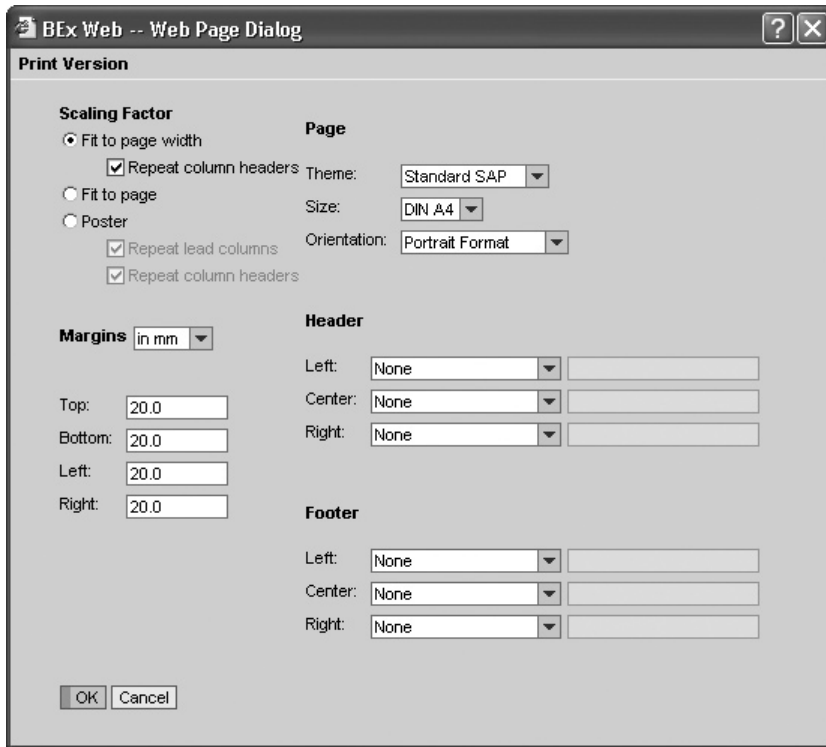 BEx Web -- Web Page Dialog
?
Print Version
Scaling Factor
Fit to page width
Repeat column headers
Fit to page
Poster
Repeat lead columns
Repeat column headers
Page
Theme: Standard SAP
Size: DIN A4
Orientation: Portrait Format
Margins in mm
Top: 20.0
Bottom: 20.0
Left: 20.0
Right: 20.0
Header
Left: None
Center: None
Right: None
Footer
Left: None
Center: None
Right: None
OK Cancel